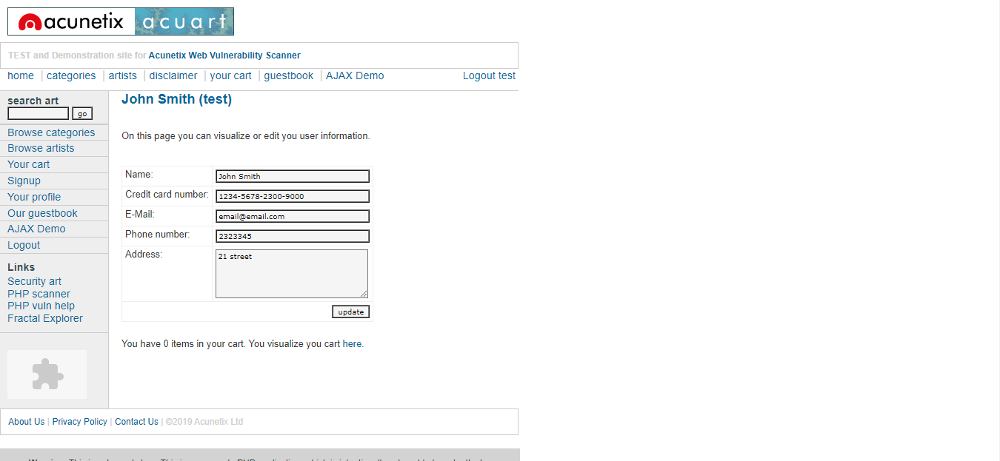 acunetix acuart
TEST and Demonstration site for Acunetix Web Vulnerability Scanner
home | categories | artists | disclaimer | your cart | guestbook | AJAX Demo Logout test
search art
go
Browse categories
Browse artists
Your cart
Signup
Your profile
Our guestbook
AJAX Demo
Logout
Links
Security art
PHP scanner
PHP vuln help
Fractal Explorer
John Smith (test)
On this page you can visualize or edit you user information.
Name: John Smith
Credit card number: 1234-5678-2300-9000
E-Mail: email@email.com
Phone number: 2323345
Address: 21 street
update
You have 0 items in your cart. You visualize you cart here.
About Us | Privacy Policy | Contact Us | ©2019 Acunetix Ltd